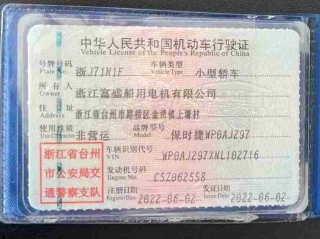 中华人民共和国机动车行驶证
Vehicle License of the People's Republic of China
号牌号码 浙J71N1F 车辆类型 小型轿车
Plate No. Vehicle Type
所有人 浙江富盛船用电机有限公司
Owner
住址 浙江省台州市路桥区金清镇上塘村
Address
使用性质 非营运 品牌型号 保时捷WP0AJ297
浙江省台州
市公安局交
通警察支队
车辆识别代号 WP0AJ297XNL102716
VIN
发动机号码 CSZ062558
Engine No.
注册日期 2022-06-02 发证日期 2022-06-02